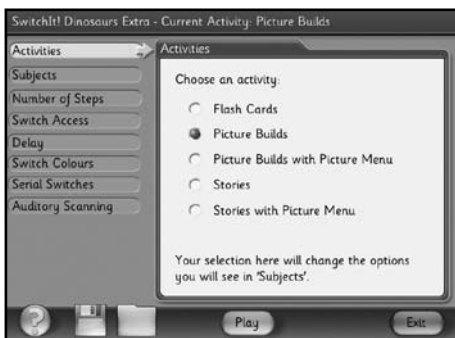 SwitchIt! Dinosaurs Extra - Current Activity: Picture Builds
Activities
Subjects
Number of Steps
Switch Access
Delay
Switch Colours
Serial Switches
Auditory Scanning
Activities
Choose an activity:
Flash Cards
Picture Builds
Picture Builds with Picture Menu
Stories
Stories with Picture Menu
Your selection here will change the options
you will see in 'Subjects'.
?
Play
Exit